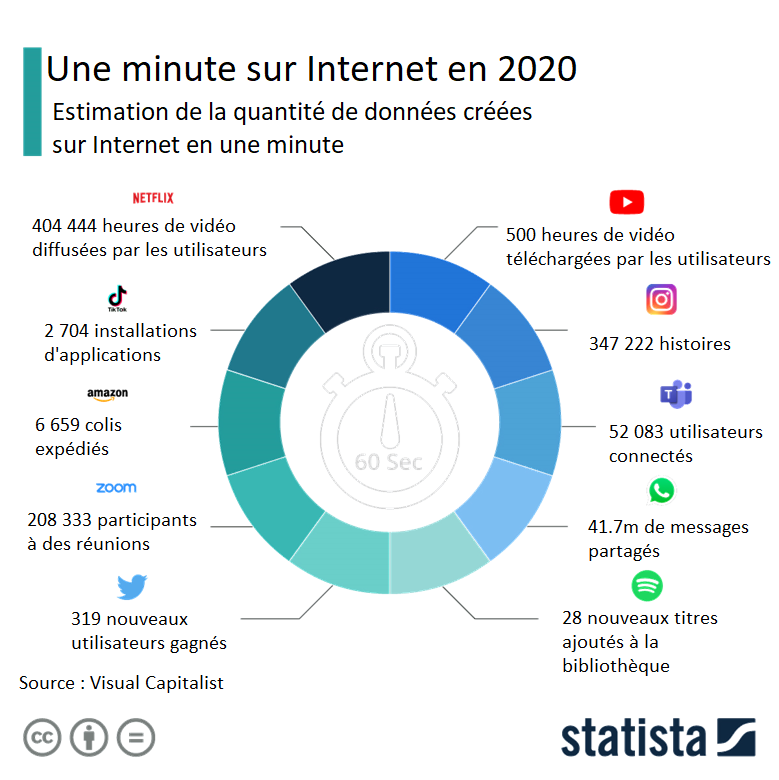 Une minute sur Internet en 2020
Estimation de la quantité de données créées
sur Internet en une minute
NETFLIX
404 444 heures de vidéo
diffusées par les utilisateurs
500 heures de vidéo
téléchargées par les utilisateurs
TikTok
2 704 installations
d'applications
347 222 histoires
amazon
6 659 colis
expédiés
T
52 083 utilisateurs
connectés
zoom
208 333 participants
à des réunions
41.7m de messages
partagés
319 nouveaux
utilisateurs gagnés
28 nouveaux titres
ajoutés à la
bibliothèque
60 Sec
Source : Visual Capitalist
cc
statista